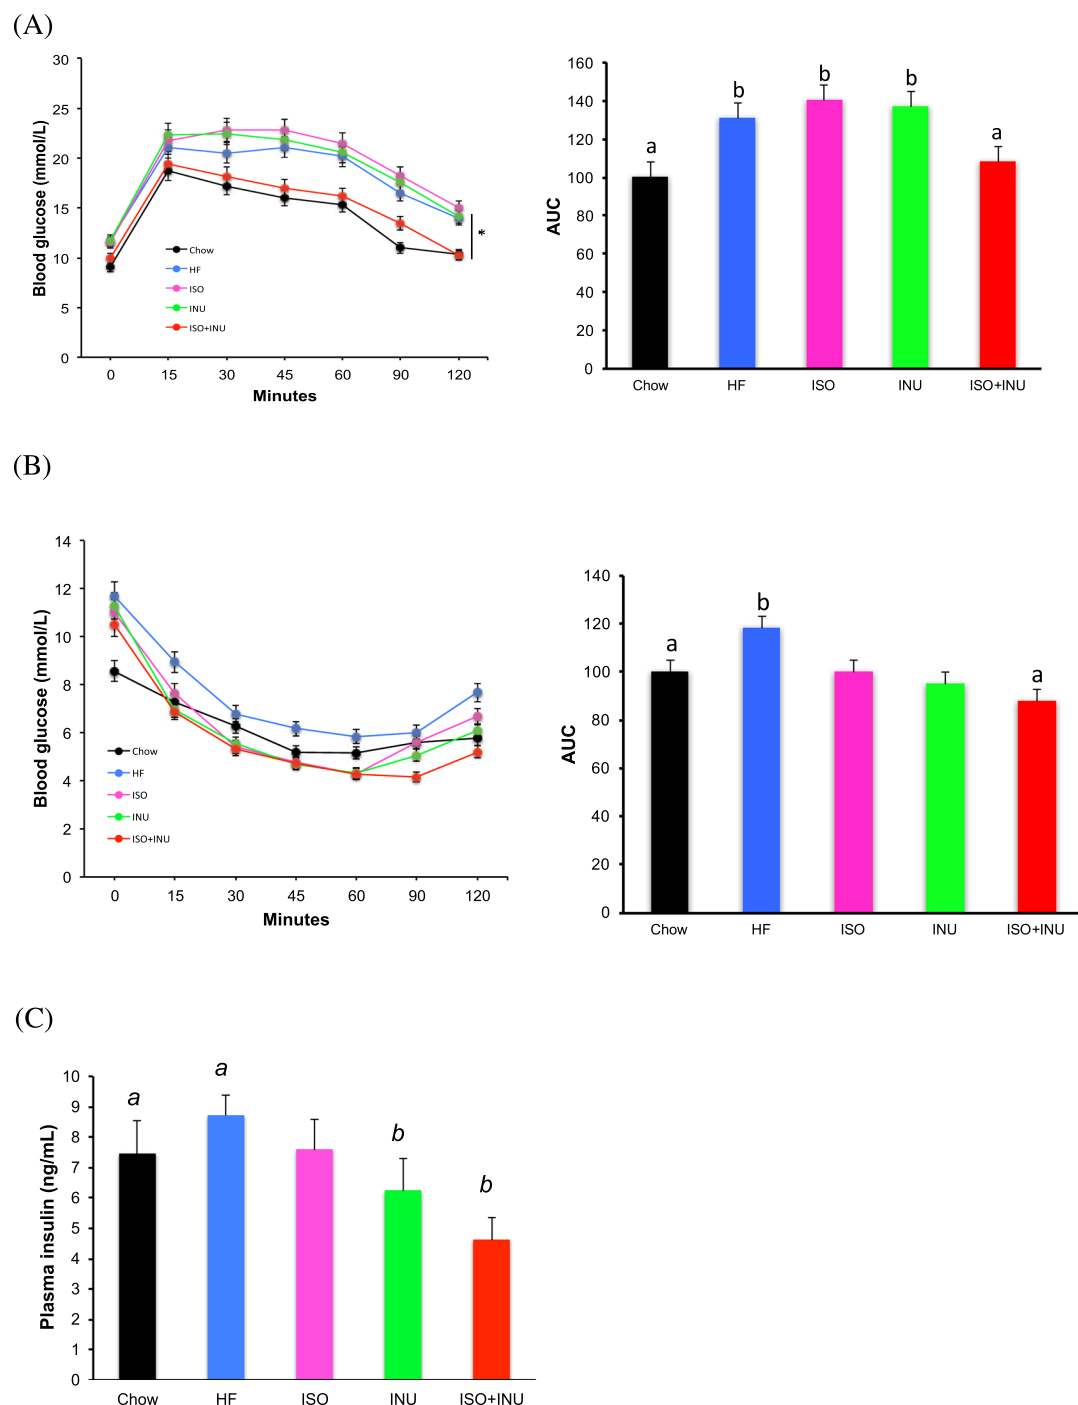 (A)
30
25
20
15
10
5
0
Blood glucose (mmol/L)
Chow
HF
ISO
INU
ISO+INU
*
0 15 30 45 60 90 120
Minutes
160
140
120
100
80
60
40
20
0
AUC
a b b b a
Chow HF ISO INU ISO+INU
(B)
14
12
10
8
6
4
2
0
Blood glucose (mmol/L)
Chow
HF
ISO
INU
ISO+INU
0 15 30 45 60 90 120
Minutes
140
120
100
80
60
40
20
0
AUC
a b a
Chow HF ISO INU ISO+INU
(C)
10
9
8
7
6
5
4
3
2
1
0
Plasma insulin (ng/mL)
a a b b
Chow HF ISO INU ISO+INU